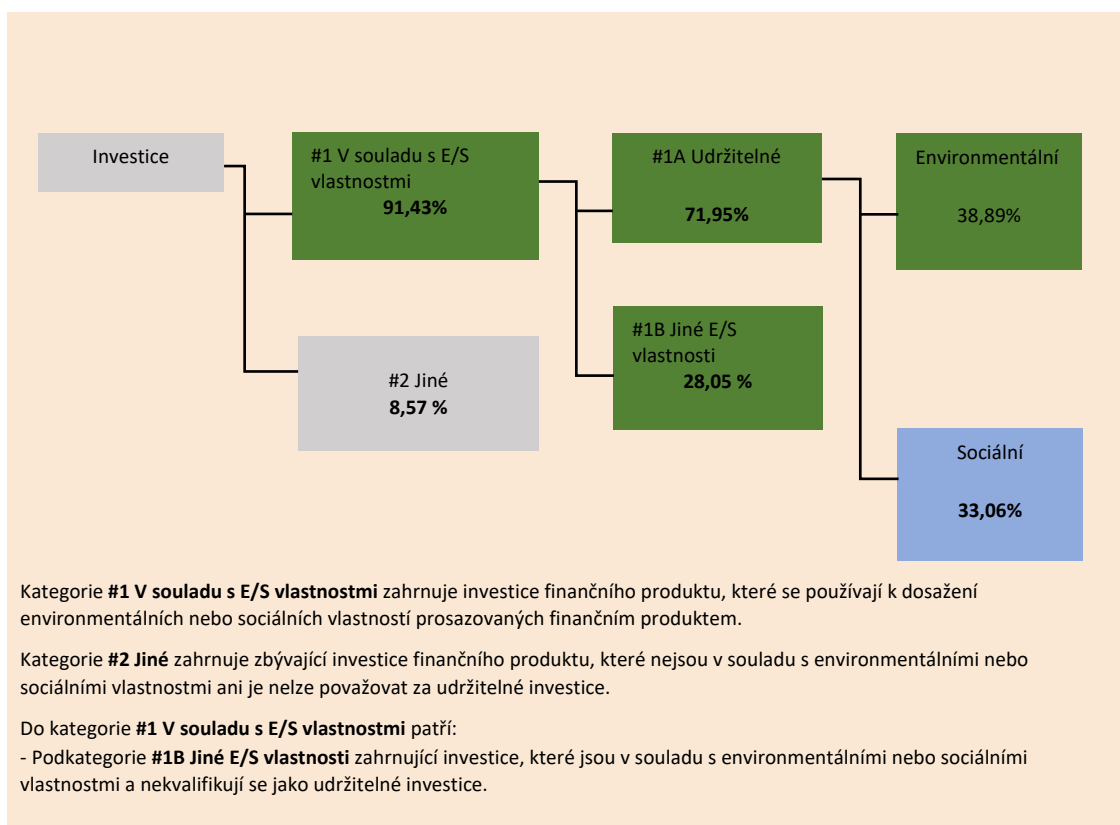 Investice
#1 V souladu s E/S
vlastnostmi
91,43%
#1A Udržitelné
71,95%
Environmentální
38,89%
#2 Jiné
8,57 %
#1B Jiné E/S
vlastnosti
28,05 %
Sociální
33,06%
Kategorie #1 V souladu s E/S vlastnostmi zahrnuje investice finančního produktu, které se používají k dosažení
environmentálních nebo sociálních vlastností prosazovaných finančním produktem.
Kategorie #2 Jiné zahrnuje zbývající investice finančního produktu, které nejsou v souladu s environmentálními nebo
sociálními vlastnostmi ani je nelze považovat za udržitelné investice.
Do kategorie #1 V souladu s E/S vlastnostmi patří:
- Podkategorie #1B Jiné E/S vlastnosti zahrnující investice, které jsou v souladu s environmentálními nebo sociálními
vlastnostmi a nekvalifikují se jako udržitelné investice.